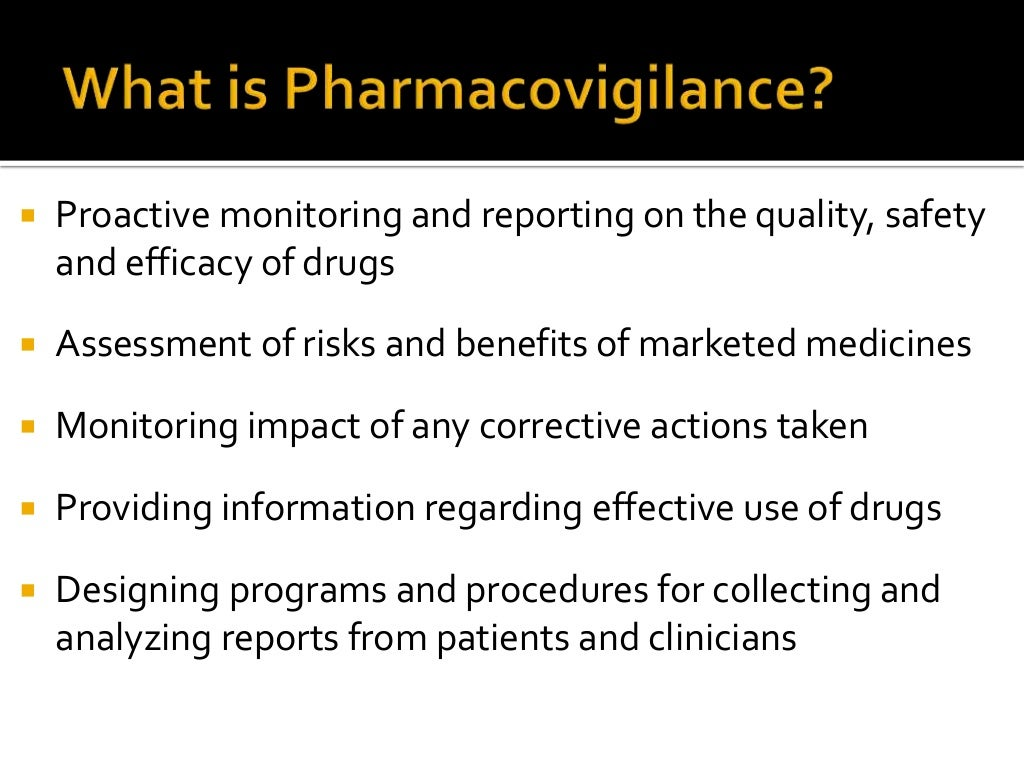 What is Pharmacovigilance?
Proactive monitoring and reporting on the quality, safety
and efficacy of drugs
Assessment of risks and benefits of marketed medicines
Monitoring impact of any corrective actions taken
Providing information regarding effective use of drugs
Designing programs and procedures for collecting and
analyzing reports from patients and clinicians